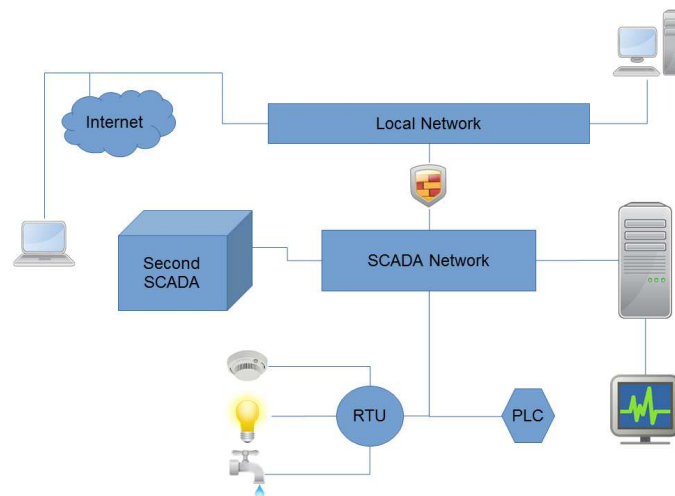 Internet
Local Network
Second
SCADA
SCADA Network
RTU
PLC